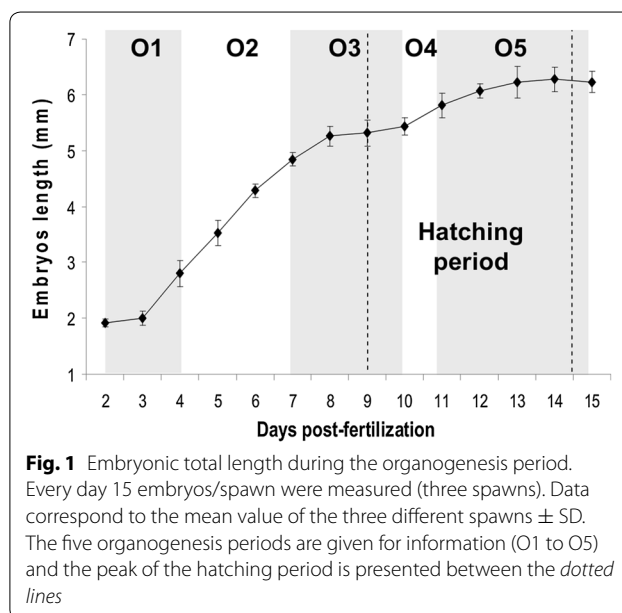 O1 O2 O3 O4 O5
7
6
5
4
3
2
1
Embryos length (mm)
Hatching
period
2 3 4 5 6 7 8 9 10 11 12 13 14 15
Days post-fertilization
Fig. 1 Embryonic total length during the organogenesis period.
Every day 15 embryos/spawn were measured (three spawns). Data
correspond to the mean value of the three different spawns ± SD.
The five organogenesis periods are given for information (O1 to O5)
and the peak of the hatching period is presented between the dotted
lines